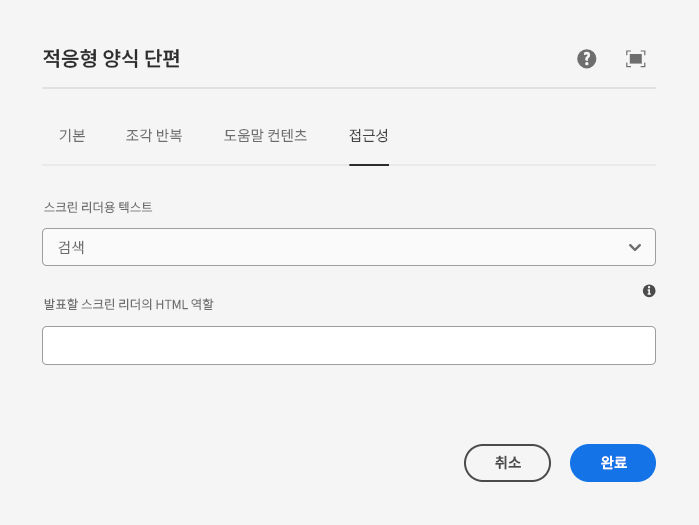 적응형 양식 단편
기본 조각 반복 도움말 컨텐츠 접근성
스크린 리더용 텍스트
검색
발표할 스크린 리더의 HTML 역할
취소 완료